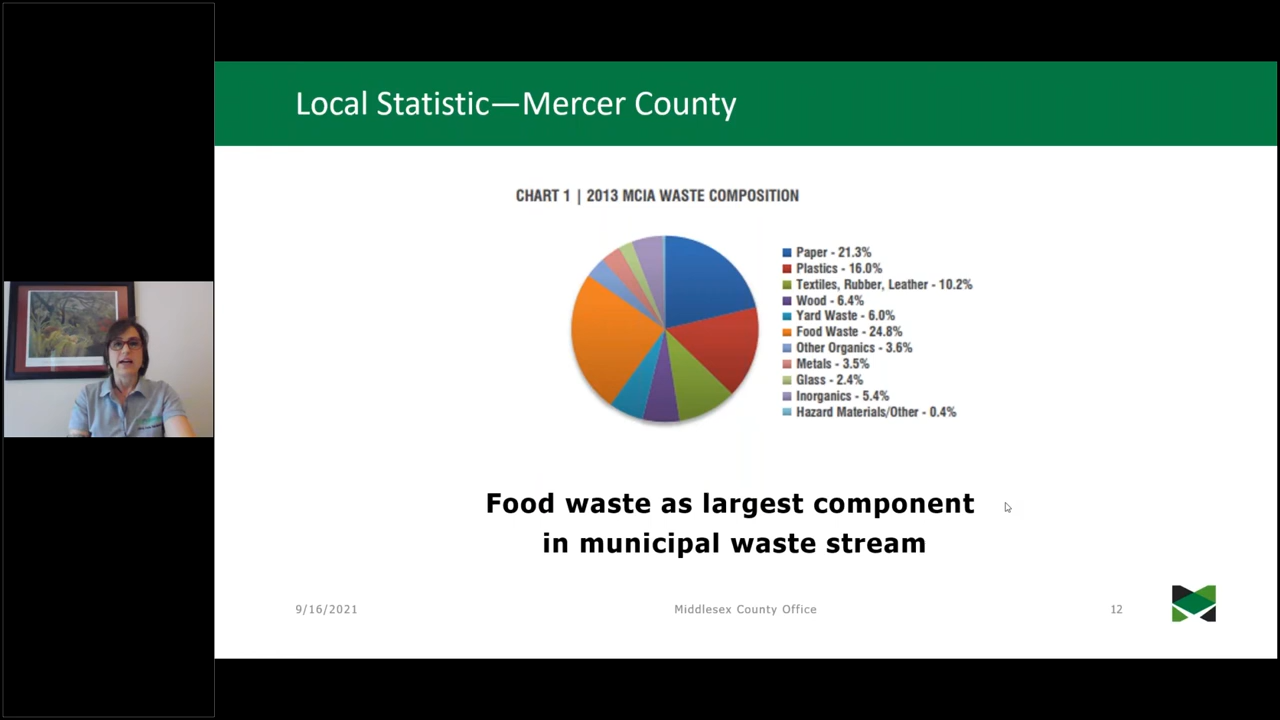 Local Statistic—Mercer County
CHART 1 | 2013 MCIA WASTE COMPOSITION
Paper - 21.3%
Plastics - 16.0%
Textiles, Rubber, Leather - 10.2%
Wood - 6.4%
Yard Waste - 6.0%
Food Waste - 24.8%
Other Organics - 3.6%
Metals - 3.5%
Glass - 2.4%
Inorganics - 5.4%
Hazard Materials/Other - 0.4%
Food waste as largest component
in municipal waste stream
9/16/2021
Middlesex County Office
12